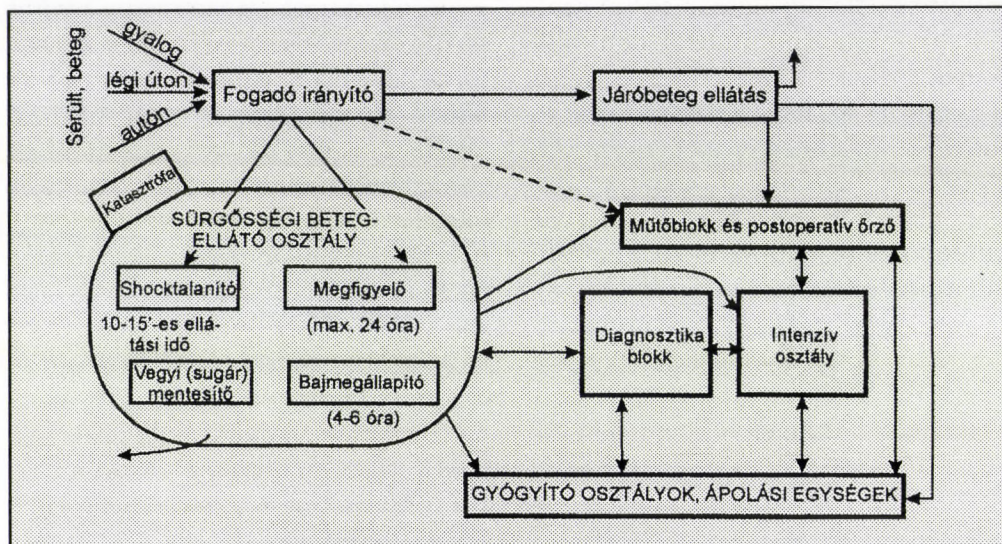 Sérült, beteg
gyalog
légi úton
autón
Fogadó irányító
Járóbeteg ellátás
Katasztrófa
SÜRGŐSSÉGI BETEG-
ELLÁTÓ OSZTÁLY
Műtőblokk és postoperatív őrző
Shocktalanító
Megfigyelő
10-15'-es ellá-
tási idő
(max. 24 óra)
Diagnosztika
blokk
Intenzív
osztály
Vegyi (sugár)
mentesítő
Bajmegállapító
(4-6 óra)
GYÓGYÍTÓ OSZTÁLYOK, ÁPOLÁSI EGYSÉGEK